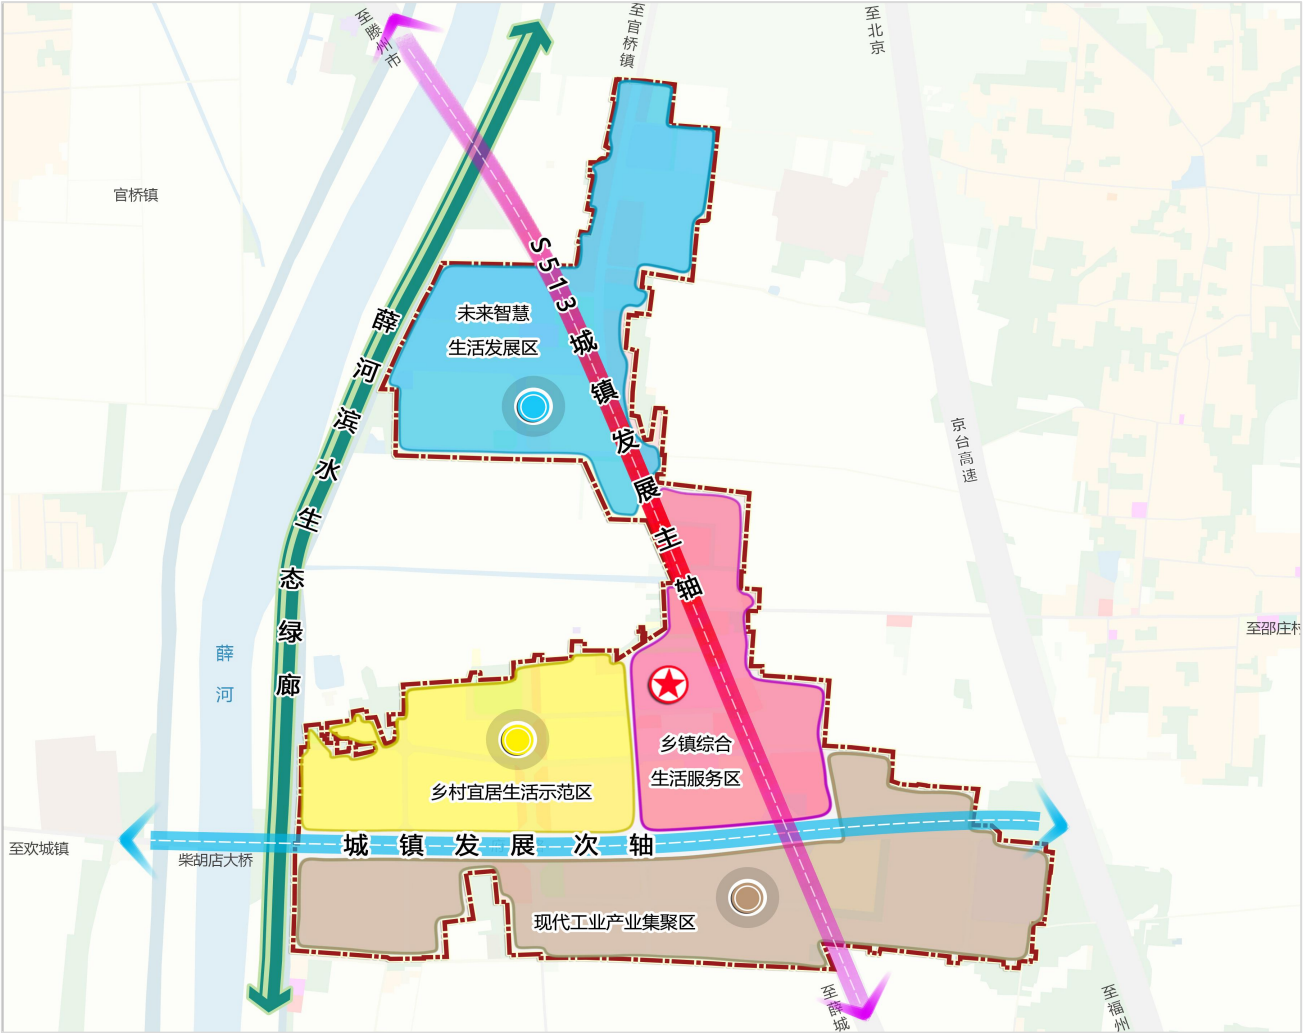 至滕州市
至官桥镇
至北京
官桥镇
S513城镇发展主轴
薛河滨水生态绿廊
未来智慧
生活发展区
京台高速
至邵庄村
薛河
乡镇综合
生活服务区
乡村宜居生活示范区
城镇发展次轴
至欢城镇
柴胡店大桥
现代工业产业集聚区
至薛城
至福州